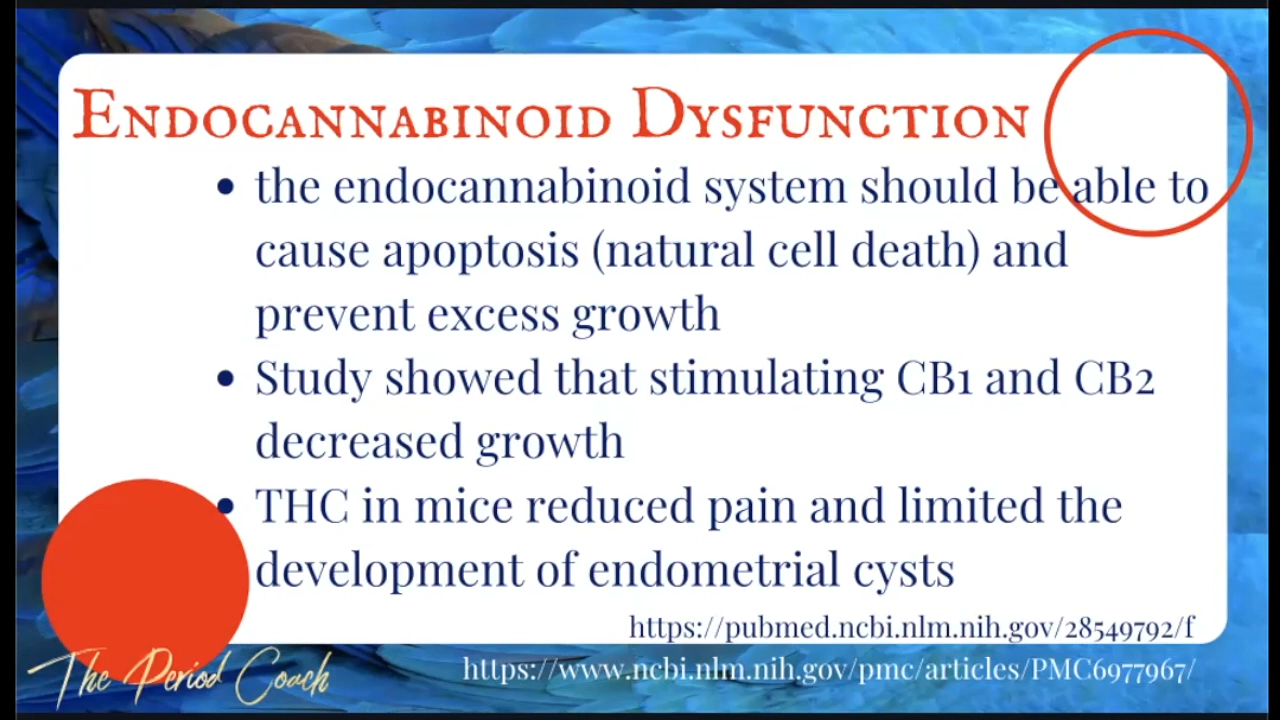 Endocannabinoid Dysfunction
• the endocannabinoid system should be able to
cause apoptosis (natural cell death) and
prevent excess growth
• Study showed that stimulating CB1 and CB2
decreased growth
• THC in mice reduced pain and limited the
development of endometrial cysts
https://pubmed.ncbi.nlm.nih.gov/28549792/f
https://www.ncbi.nlm.nih.gov/pmc/articles/PMC6977967/
The Period Coach